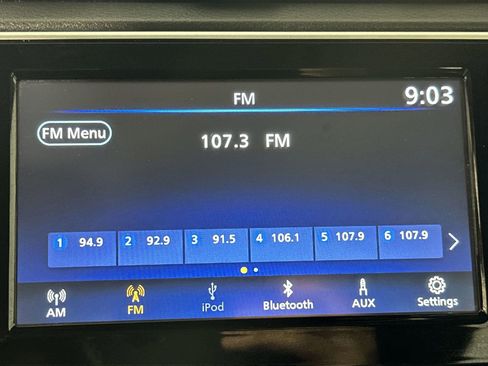 FM 9:03
FM Menu
107.3 FM
1 94.9 2 92.9 3 91.5 4 106.1 5 107.9 6 107.9
AM FM iPod Bluetooth AUX Settings